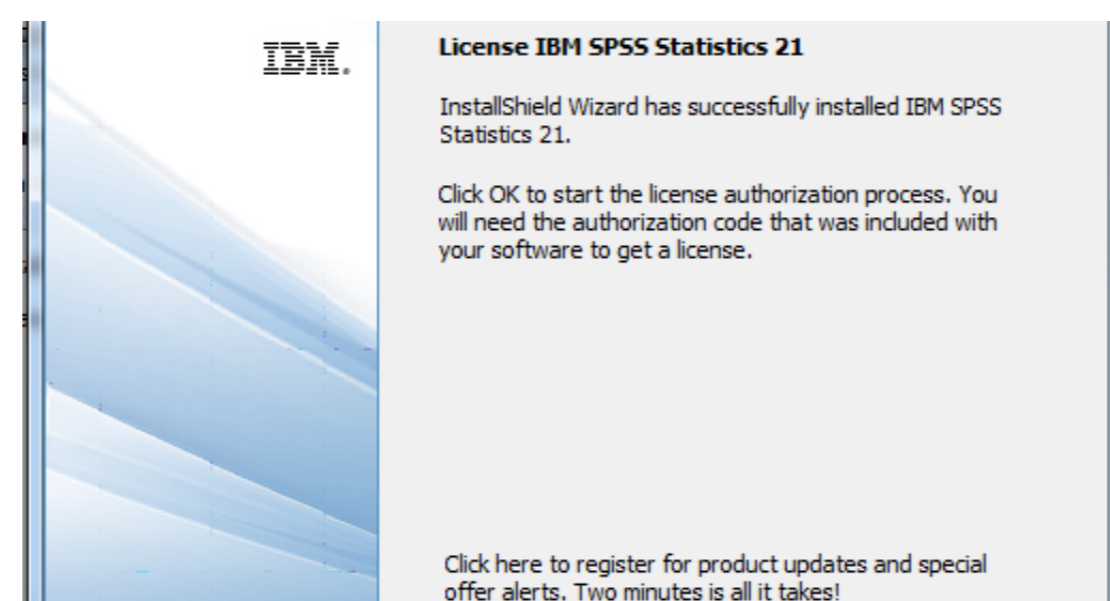 IBM.
License IBM SPSS Statistics 21
InstallShield Wizard has successfully installed IBM SPSS
Statistics 21.
Click OK to start the license authorization process. You
will need the authorization code that was included with
your software to get a license.
Click here to register for product updates and special
offer alerts. Two minutes is all it takes!